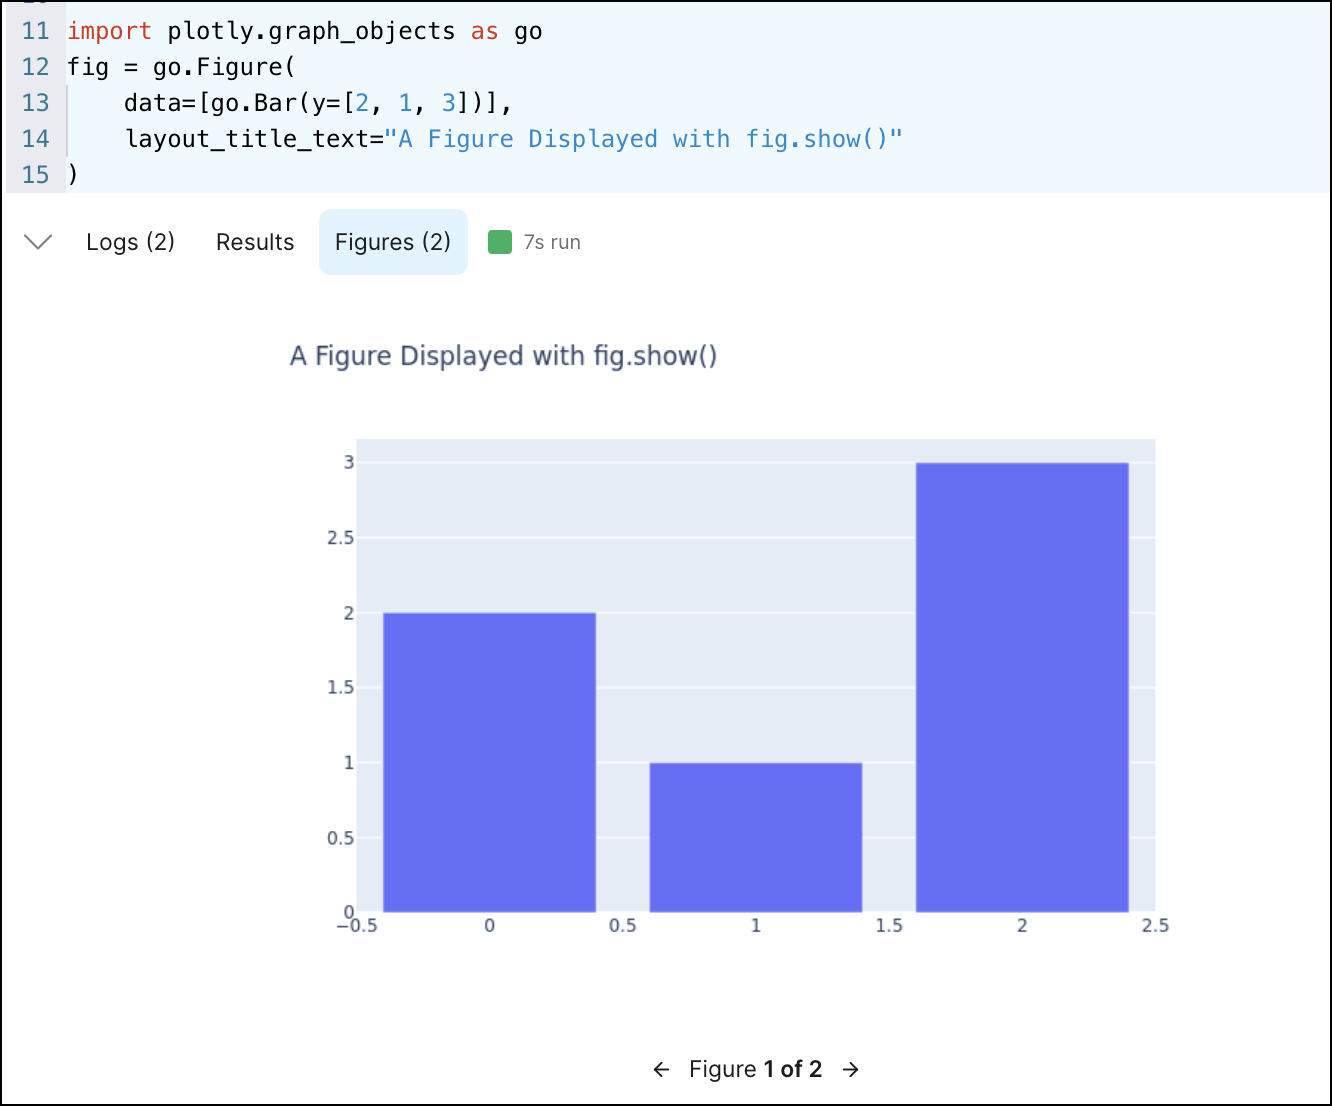 11 import plotly.graph_objects as go
12 fig = go.Figure(
13     data=[go.Bar(y=[2, 1, 3])],
14     layout_title_text="A Figure Displayed with fig.show()"
15 )
Logs (2) Results Figures (2) 7s run
A Figure Displayed with fig.show()
3
2.5
2
1.5
1
0.5
0
−0.5 0 0.5 1 1.5 2 2.5
← Figure 1 of 2 →